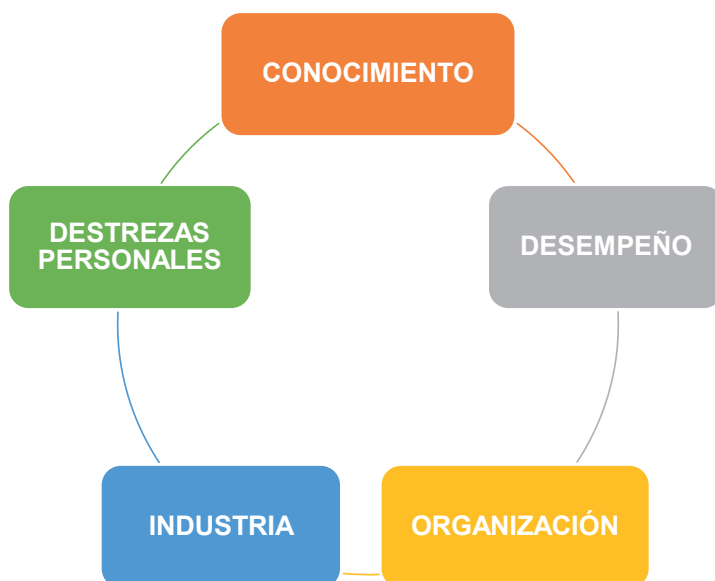 CONOCIMIENTO
DESEMPEÑO
ORGANIZACIÓN
INDUSTRIA
DESTREZAS
PERSONALES